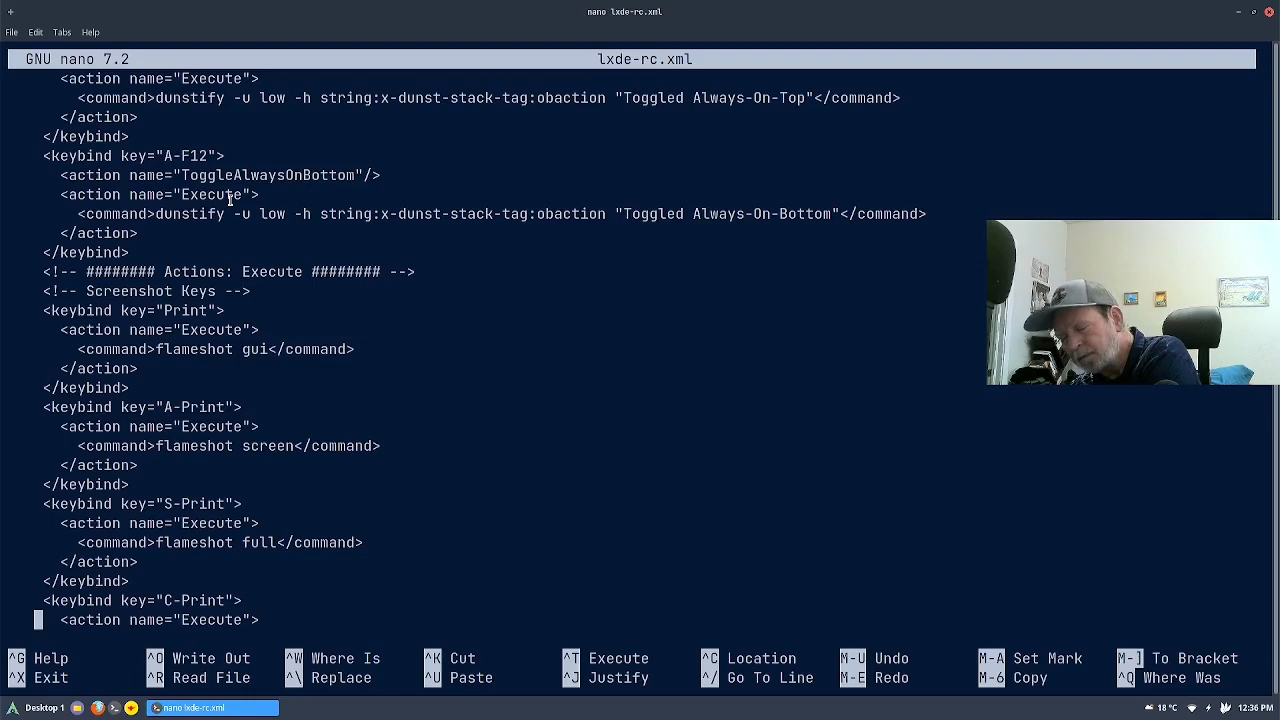 nano lxde-rc.xml
File Edit Tabs Help
GNU nano 7.2 lxde-rc.xml
<action name="Execute">
<command>dunstify -u low -h string:x-dunst-stack-tag:obaction "Toggled Always-On-Top"</command>
</action>
</keybind>
<keybind key="A-F12">
<action name="ToggleAlwaysOnBottom"/>
<action name="Execute">
<command>dunstify -u low -h string:x-dunst-stack-tag:obaction "Toggled Always-On-Bottom"</command>
</action>
</keybind>
<!-- ######## Actions: Execute ######## -->
<!-- Screenshot Keys -->
<keybind key="Print">
<action name="Execute">
<command>flameshot gui</command>
</action>
</keybind>
<keybind key="A-Print">
<action name="Execute">
<command>flameshot screen</command>
</action>
</keybind>
<keybind key="S-Print">
<action name="Execute">
<command>flameshot full</command>
</action>
</keybind>
<keybind key="C-Print">
<action name="Execute">
^G Help ^O Write Out ^W Where Is ^K Cut ^T Execute ^C Location M-U Undo M-A Set Mark M-] To Bracket
^X Exit ^R Read File ^\ Replace ^U Paste ^J Justify ^/ Go To Line M-E Redo M-6 Copy ^Q Where Was
Desktop 1 nano lxde-rc.xml 18°C 12:36 PM